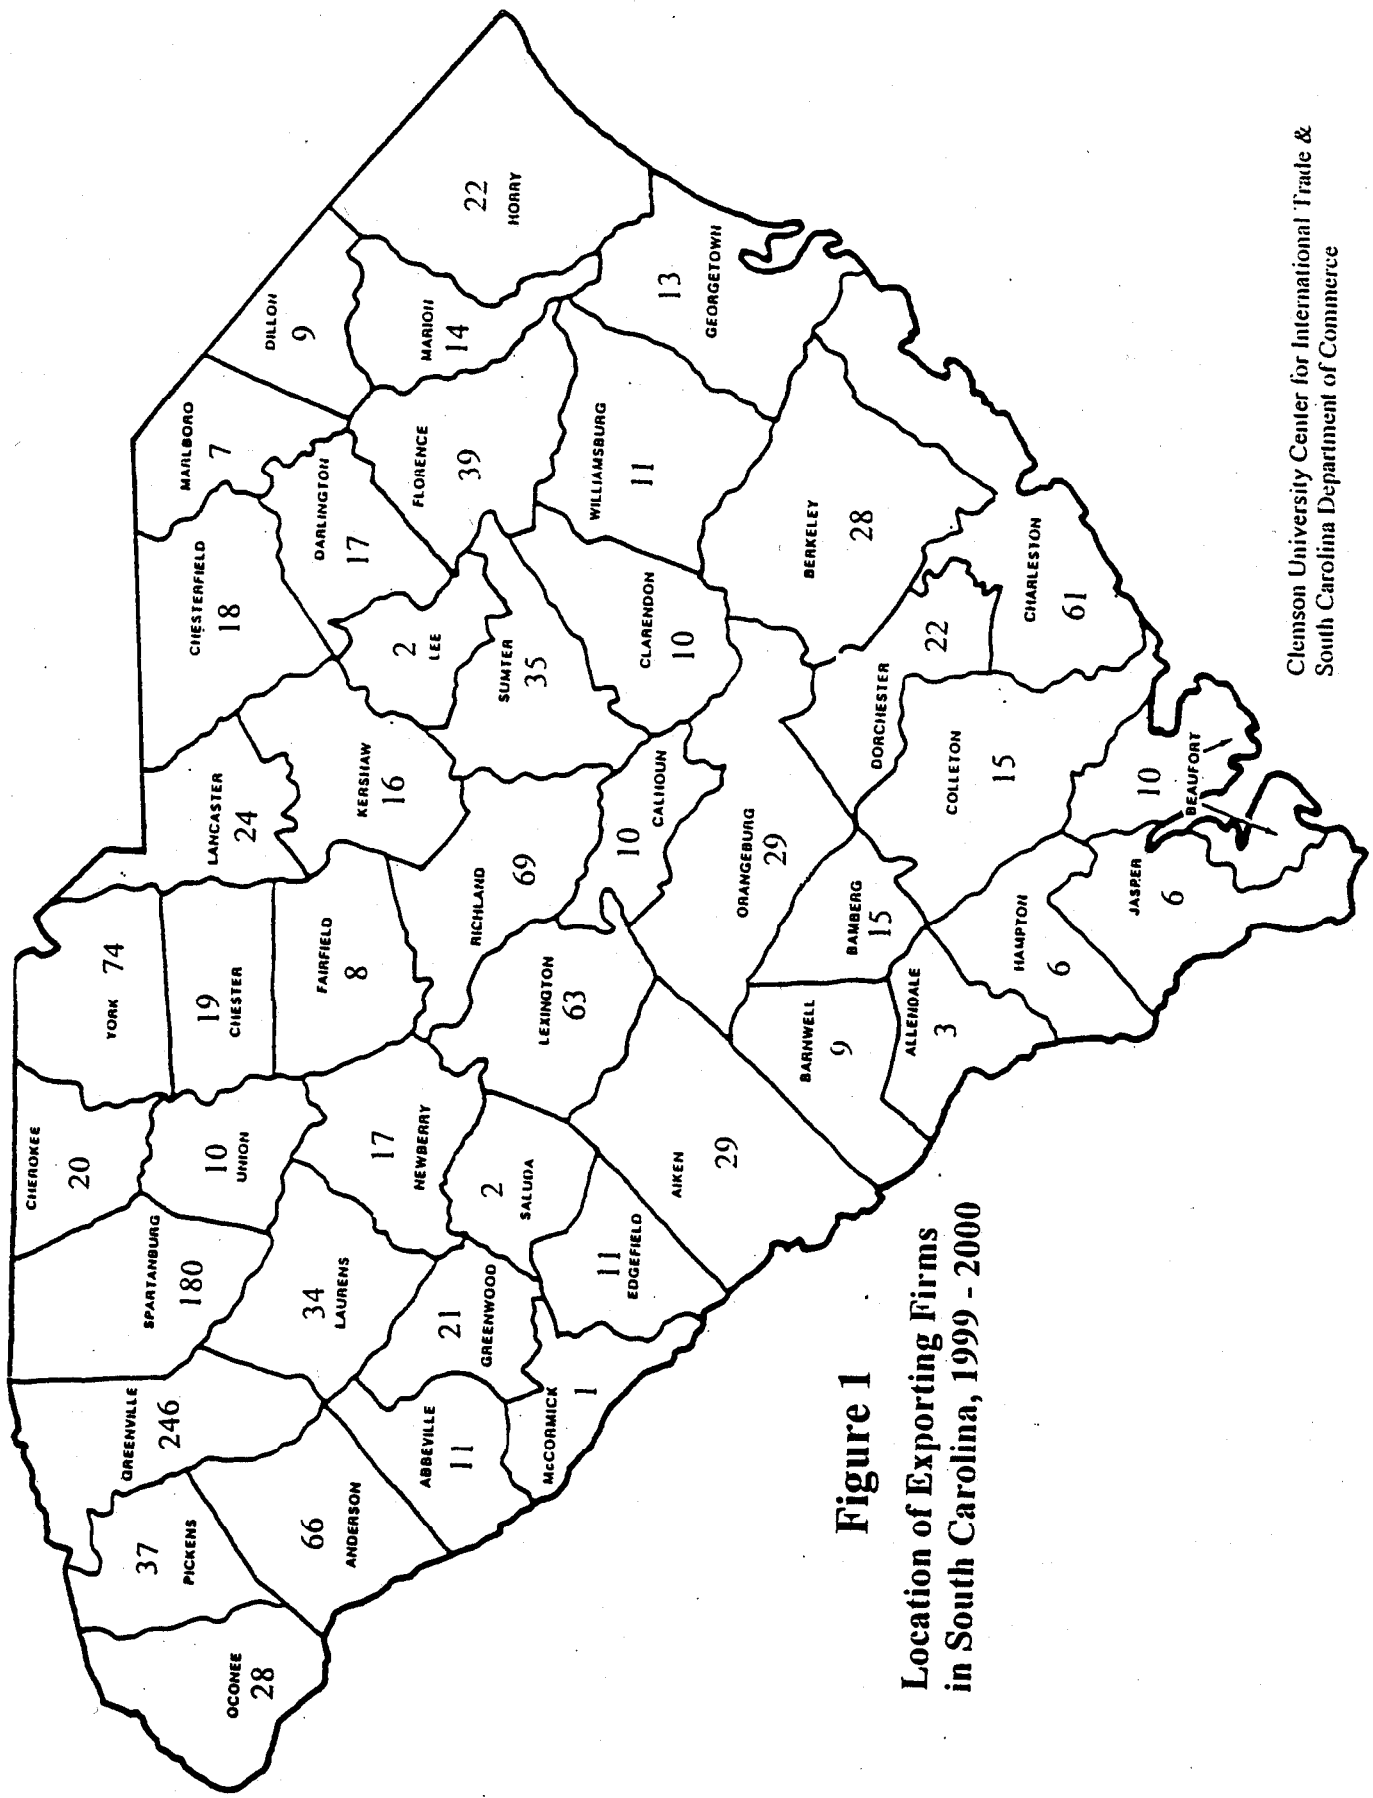 OCONEE
28
PICKENS
37
GREENVILLE
246
SPARTANBURG
180
CHEROKEE
20
YORK
74
ANDERSON
66
LAURENS
34
UNION
10
CHESTER
19
LANCASTER
24
CHESTERFIELD
18
MARLBORO
7
ABBEVILLE
11
GREENWOOD
21
NEWBERRY
17
FAIRFIELD
8
KERSHAW
16
DARLINGTON
17
DILLON
9
McCORMICK
1
EDGEFIELD
11
SALUDA
2
LEXINGTON
63
RICHLAND
69
LEE
2
SUMTER
35
FLORENCE
39
MARION
14
HORRY
22
AIKEN
29
CALHOUN
10
CLARENDON
10
WILLIAMSBURG
11
GEORGETOWN
13
BARNWELL
9
BAMBERG
15
ORANGEBURG
29
DORCHESTER
22
BERKELEY
28
ALLENDALE
3
HAMPTON
6
COLLETON
15
CHARLESTON
61
JASPER
6
BEAUFORT
10
Figure 1
Location of Exporting Firms
in South Carolina, 1999 - 2000
Clemson University Center for International Trade &
South Carolina Department of Commerce